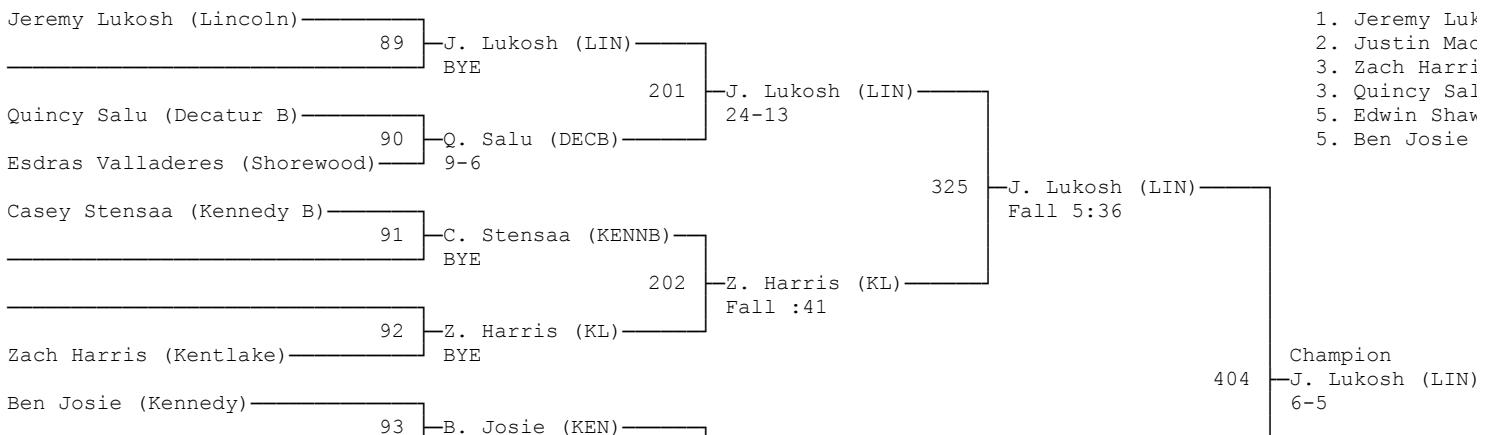 Jeremy Lukosh (Lincoln)
1. Jeremy Luk
89 J. Lukosh (LIN)
2. Justin Mac
BYE
3. Zach Harri
201 J. Lukosh (LIN)
3. Quincy Sal
Quincy Salu (Decatur B)
24-13
5. Edwin Shaw
90 Q. Salu (DECB)
5. Ben Josie
Esdras Valladeres (Shorewood)
9-6
325 J. Lukosh (LIN)
Casey Stensaa (Kennedy B)
Fall 5:36
91 C. Stensaa (KENNB)
BYE
202 Z. Harris (KL)
Fall :41
92 Z. Harris (KL)
Zach Harris (Kentlake)
BYE
Champion
404 J. Lukosh (LIN)
Ben Josie (Kennedy)
6-5
93 B. Josie (KEN)